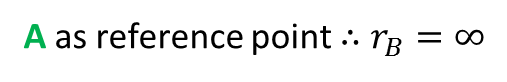 A as reference point ∴ r_B = ∞